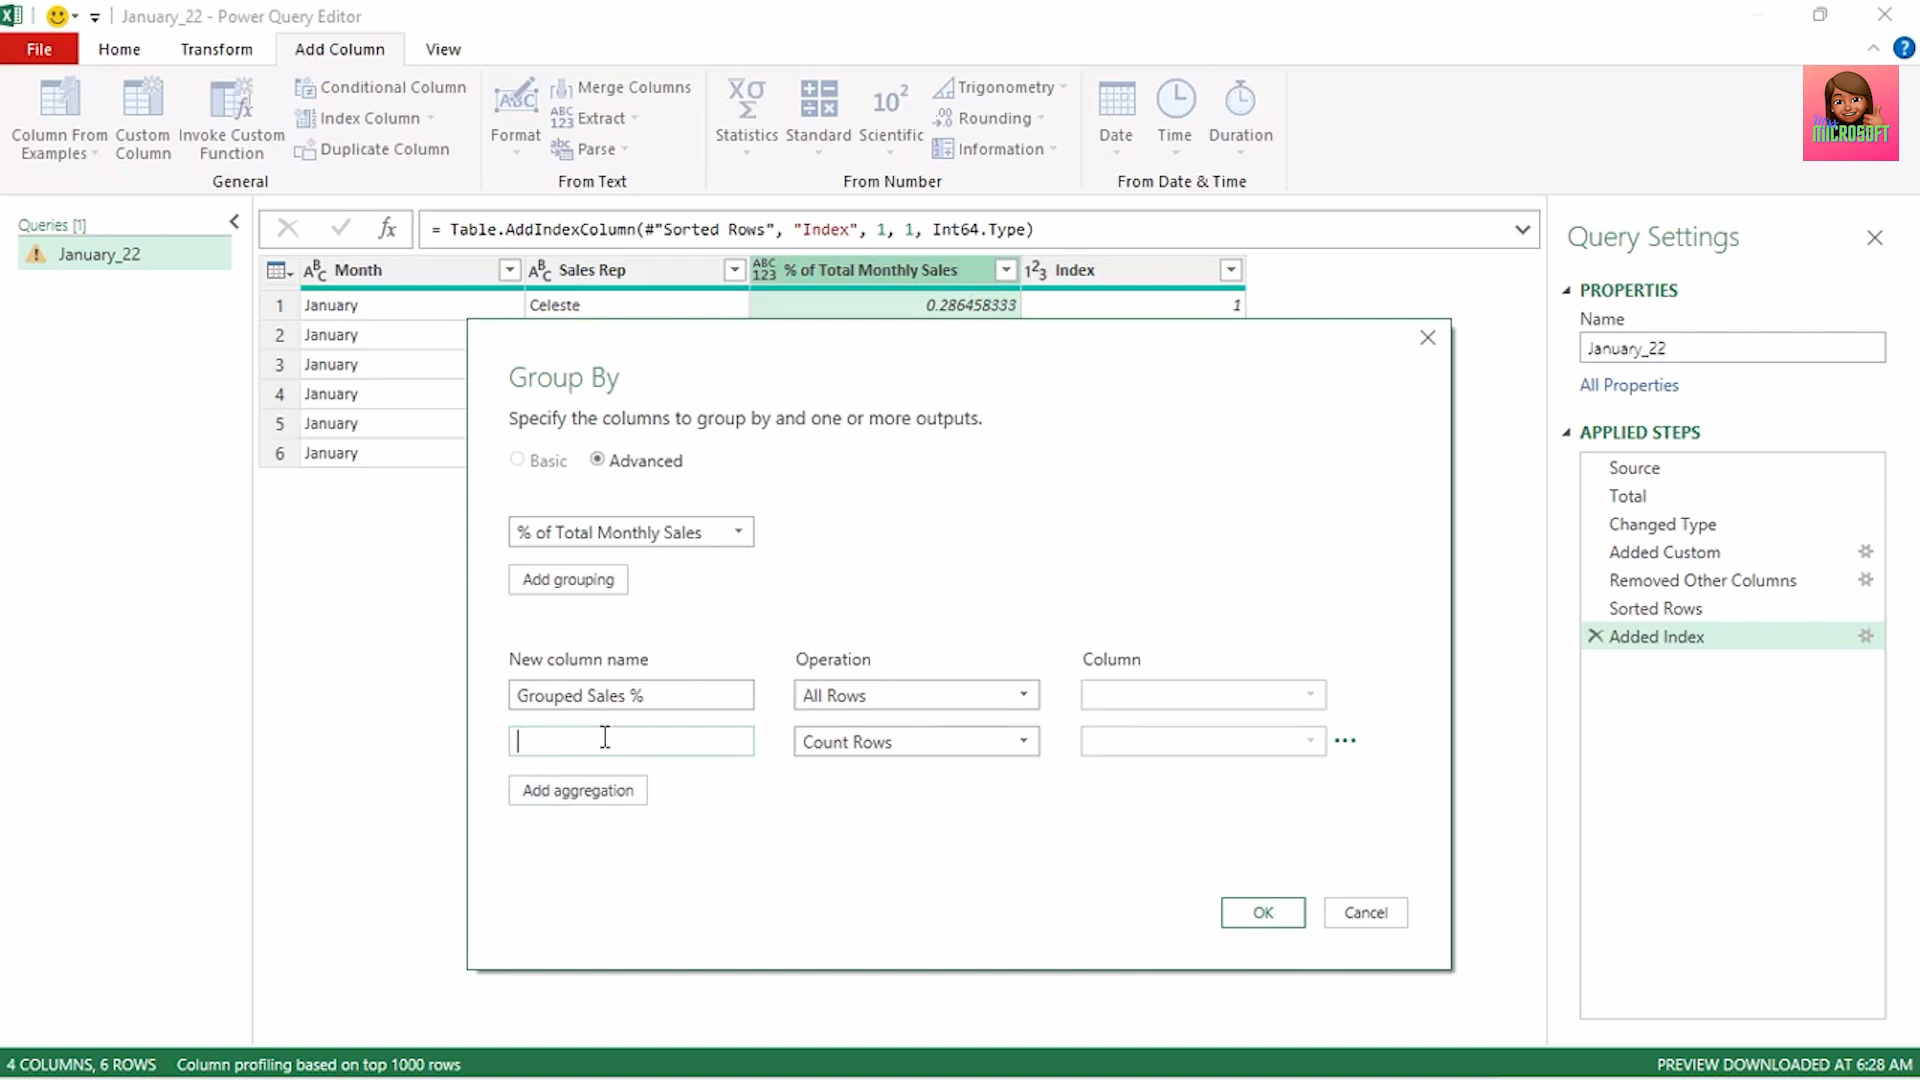 January_22 - Power Query Editor
File Home Transform Add Column View
Column From Examples
Custom Column
Invoke Custom Function
Conditional Column
Index Column
Duplicate Column
General
Format
Merge Columns
Extract
Parse
From Text
Statistics
Standard
Scientific
Trigonometry
Rounding
Information
From Number
Date
Time
Duration
From Date & Time
Miss
MICROSOFT
Queries [1]
January_22
= Table.AddIndexColumn(#"Sorted Rows", "Index", 1, 1, Int64.Type)
Month Sales Rep % of Total Monthly Sales Index
1 January Celeste 0.286458333 1
2 January
3 January
4 January
5 January
6 January
Group By
Specify the columns to group by and one or more outputs.
Basic Advanced
% of Total Monthly Sales
Add grouping
New column name Operation Column
Grouped Sales % All Rows
Count Rows
Add aggregation
OK Cancel
Query Settings
PROPERTIES
Name
January_22
All Properties
APPLIED STEPS
Source
Total
Changed Type
Added Custom
Removed Other Columns
Sorted Rows
Added Index
4 COLUMNS, 6 ROWS Column profiling based on top 1000 rows PREVIEW DOWNLOADED AT 6:28 AM